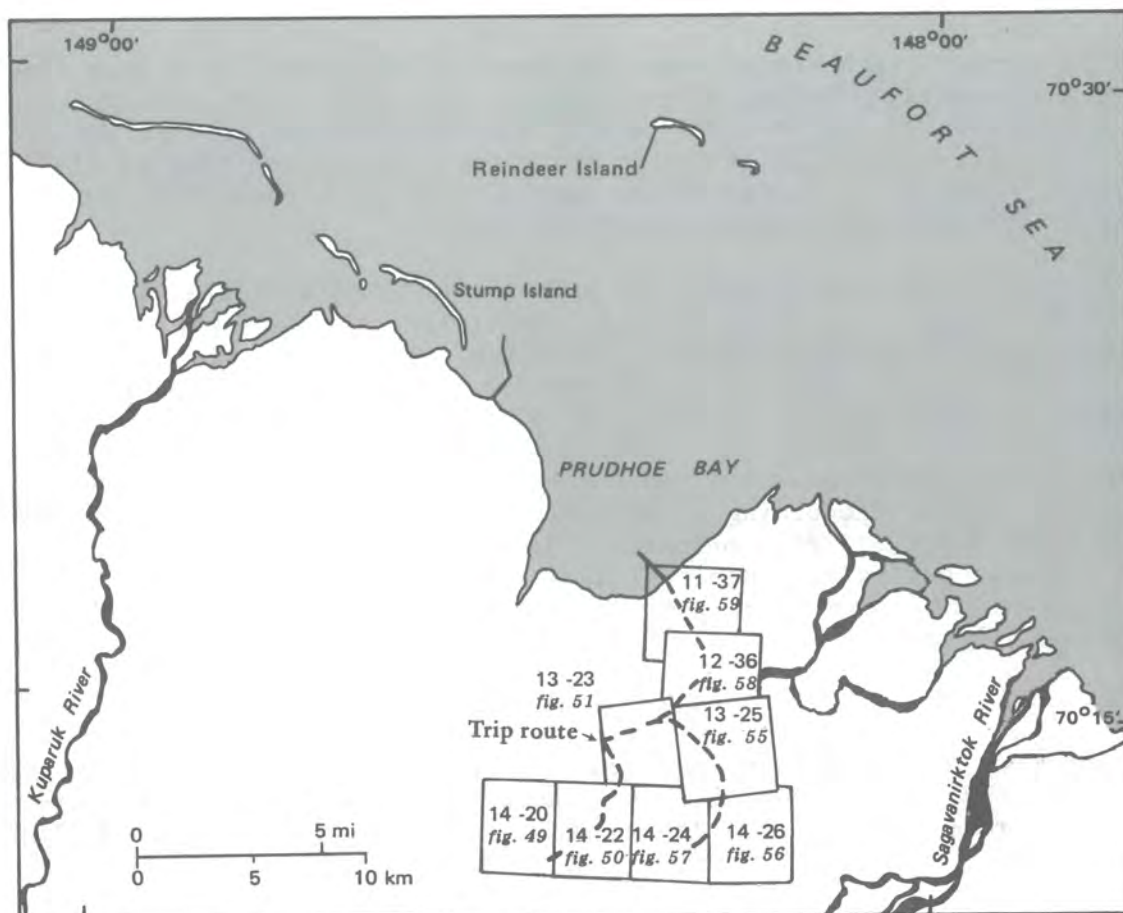 149°00'
148°00'
BEAUFORT SEA
70°30'
Reindeer Island
Stump Island
PRUDHOE BAY
11 -37
fig. 59
12 -36
fig. 58
13 -23
fig. 51
13 -25
fig. 55
70°15'
Trip route
Kuparuk River
Sagavanirktok River
14 -20
fig. 49
14 -22
fig. 50
14 -24
fig. 57
14 -26
fig. 56
0 5 mi
0 5 10 km